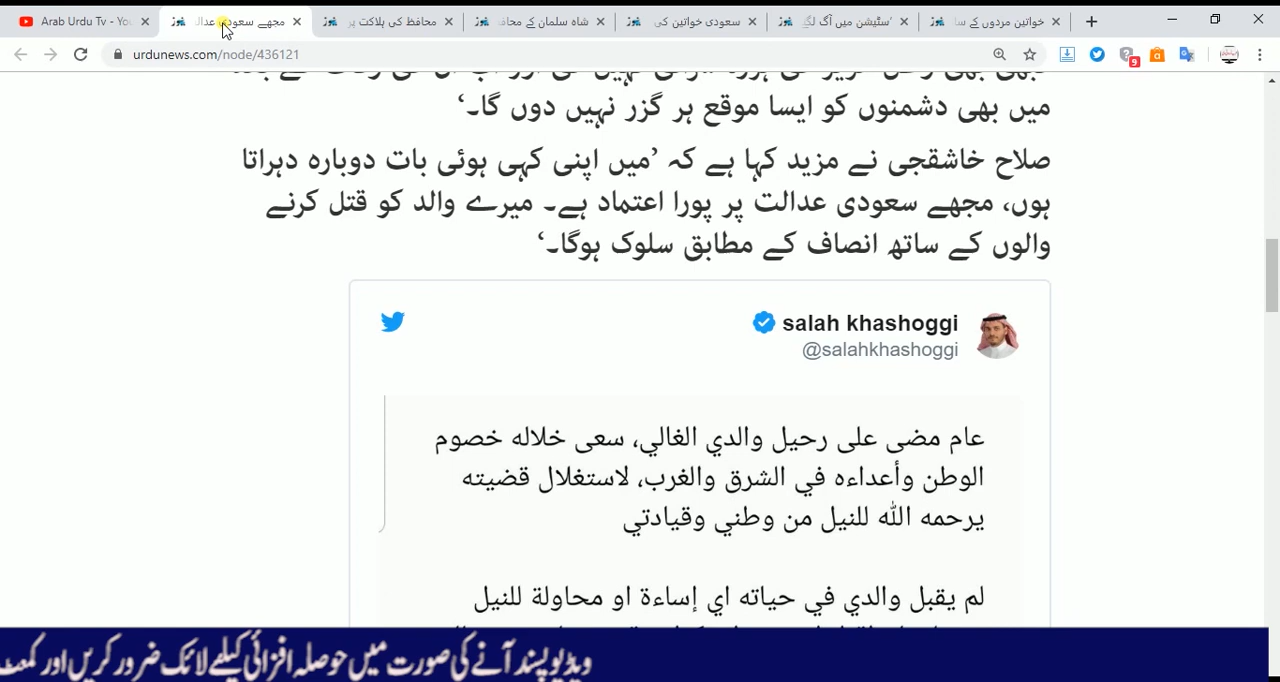 Arab Urdu Tv - You
مجھے سعودی عدال
محافظ کی ہلاکت پر
شاہ سلمان کے محافظ
سعودی خواتین کی
سٹیشن میں آگ لگ
خواتین مردوں کے سا
urdunews.com/node/436121
میں بھی دشمنوں کو ایسا موقع ہر گزر نہیں دوں گا۔‘
صلاح خاشقجی نے مزید کہا ہے کہ ’میں اپنی کہی ہوئی بات دوبارہ دہراتا
ہوں، مجھے سعودی عدالت پر پورا اعتماد ہے۔ میرے والد کو قتل کرنے
والوں کے ساتھ انصاف کے مطابق سلوک ہوگا۔‘
salah khashoggi
@salahkhashoggi
عام مضى على رحيل والدي الغالي، سعى خلاله خصوم
الوطن وأعداءه في الشرق والغرب، لاستغلال قضيته
يرحمه الله للنيل من وطني وقيادتي
لم يقبل والدي في حياته اي إساءة او محاولة للنيل
ویڈیو پسند آنے کی صورت میں حوصلہ افزائی کیلئے لائک ضرور کریں اور کمنٹ